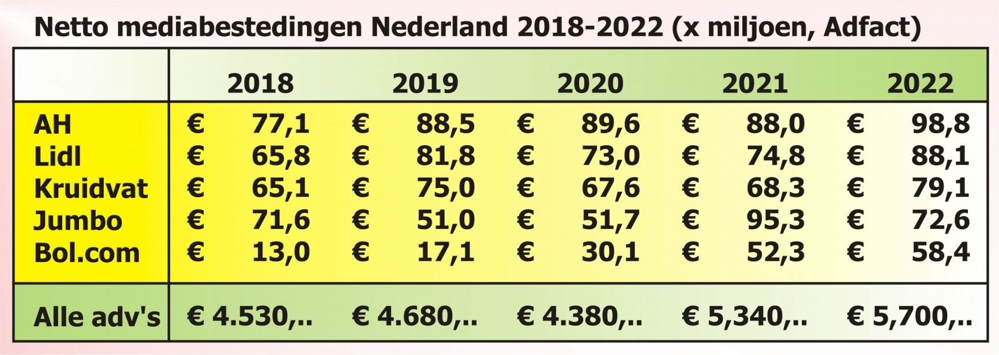 Netto mediabestedingen Nederland 2018-2022 (x miljoen, Adfact)
2018 2019 2020 2021 2022
AH € 77,1 € 88,5 € 89,6 € 88,0 € 98,8
Lidl € 65,8 € 81,8 € 73,0 € 74,8 € 88,1
Kruidvat € 65,1 € 75,0 € 67,6 € 68,3 € 79,1
Jumbo € 71,6 € 51,0 € 51,7 € 95,3 € 72,6
Bol.com € 13,0 € 17,1 € 30,1 € 52,3 € 58,4
Alle adv's € 4.530,.. € 4.680,.. € 4.380,.. € 5,340,.. € 5,700,..